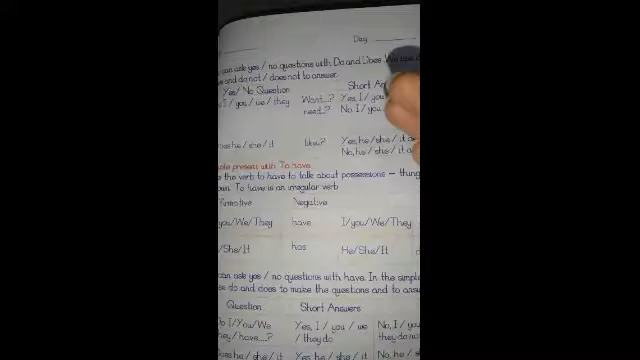 Day
can ask yes / no questions with Do and Does. We use
and do not / does not to answer.
Yes/ No Question Short
I / you / we / they Want...? Yes, I / you
need...? No, I / you
he / she / it like? Yes, he / she / it
No, he / she / it
present with To have
the verb to have to talk about possessions –
To have is an irregular verb
Negative
you/We/They have I/you/We/They
/She/It has He/She/It
can ask yes / no questions with have. In the simple
do and does to make the questions and to
Question Short Answers
I/You/We Yes, I / you / we No, I / you
they/have....? / they do they do
he / she / it Yes he / she / it No, he / s